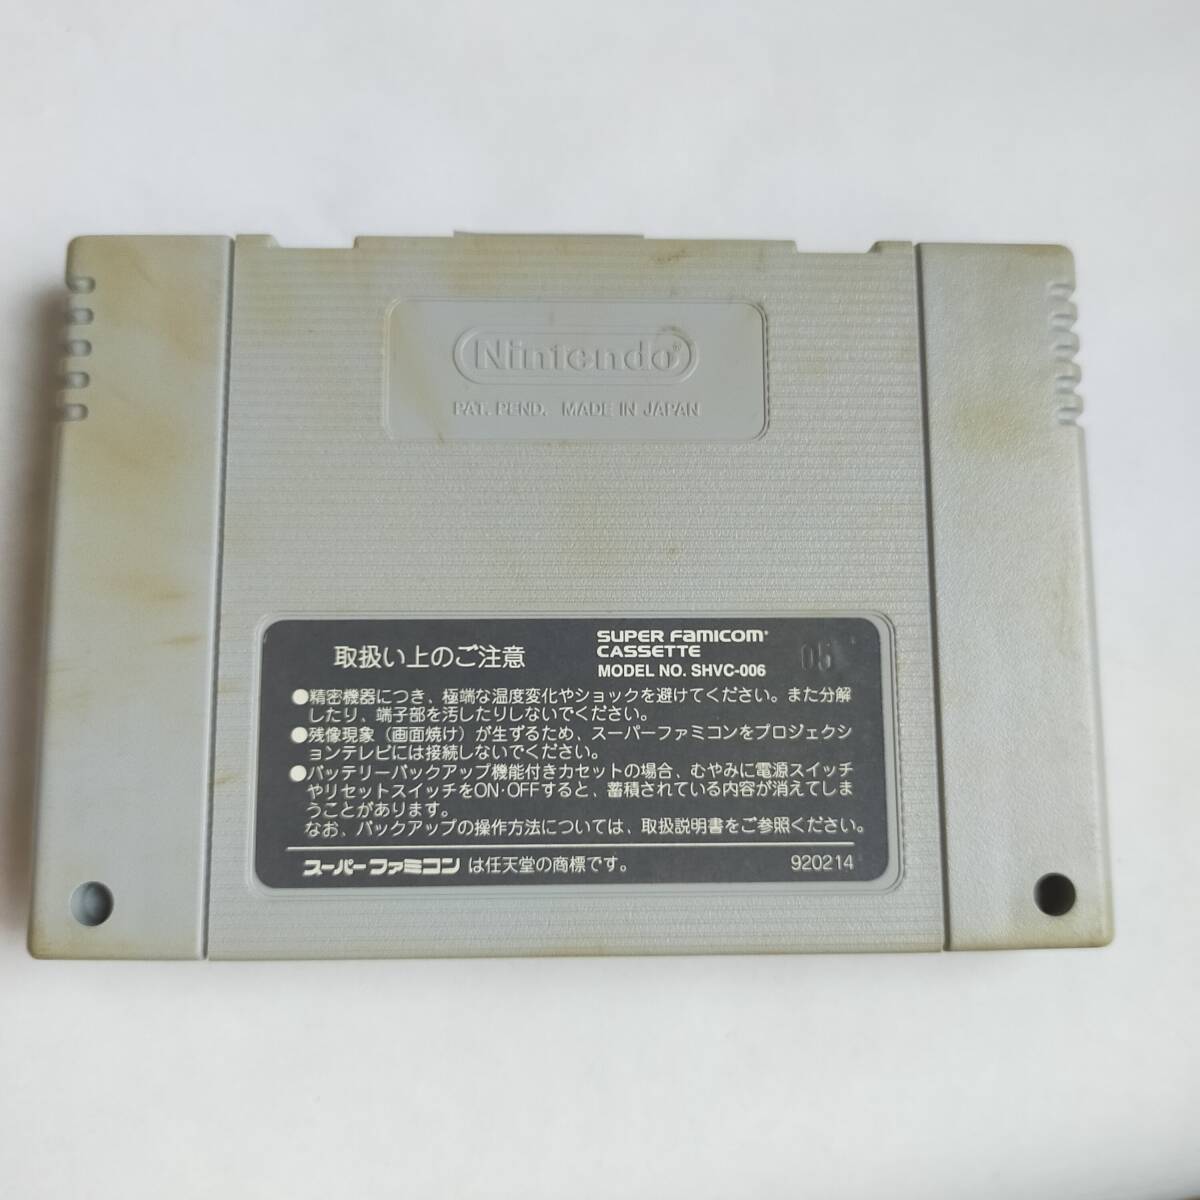 Nintendo®
PAT. PEND. MADE IN JAPAN
取扱い上のご注意
SUPER FAMICOM®
CASSETTE
MODEL NO. SHVC-006
05
●精密機器につき、極端な温度変化やショックを避けてください。また分解
したり、端子部を汚したりしないでください。
●残像現象（画面焼け）が生ずるため、スーパーファミコンをプロジェクシ
ョンテレビには接続しないでください。
●バッテリーバックアップ機能付きカセットの場合、むやみに電源スイッチ
やリセットスイッチをON・OFFすると、蓄積されている内容が消えてしま
うことがあります。
なお、バックアップの操作方法については、取扱説明書をご参照ください。
スーパーファミコン は任天堂の商標です。
920214